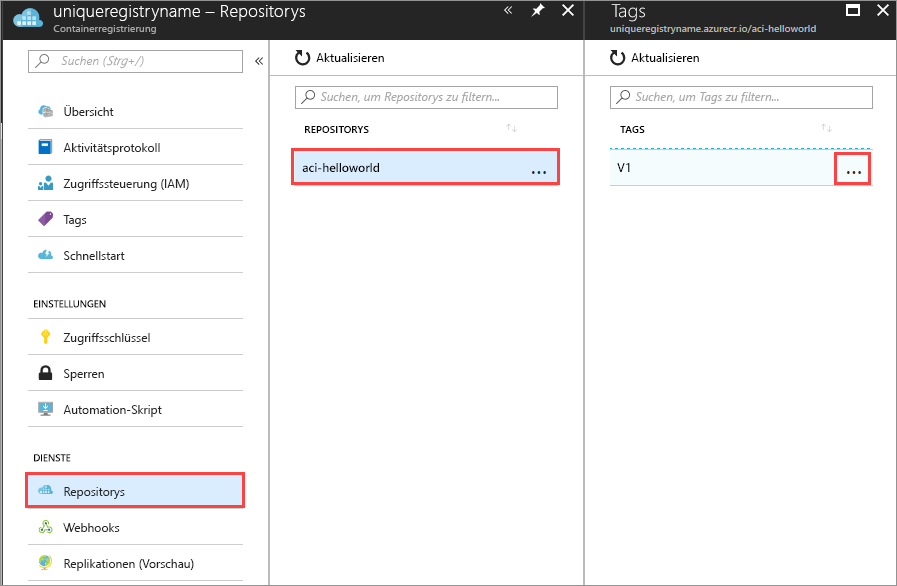 uniqueregistryname – Repositorys
Containerregistrierung
Suchen (Strg+/)
Übersicht
Aktivitätsprotokoll
Zugriffssteuerung (IAM)
Tags
Schnellstart
EINSTELLUNGEN
Zugriffsschlüssel
Sperren
Automation-Skript
DIENSTE
Repositorys
Webhooks
Replikationen (Vorschau)
Aktualisieren
Suchen, um Repositorys zu filtern...
REPOSITORYS
aci-helloworld
Tags
uniqueregistryname.azurecr.io/aci-helloworld
Aktualisieren
Suchen, um Tags zu filtern...
TAGS
V1